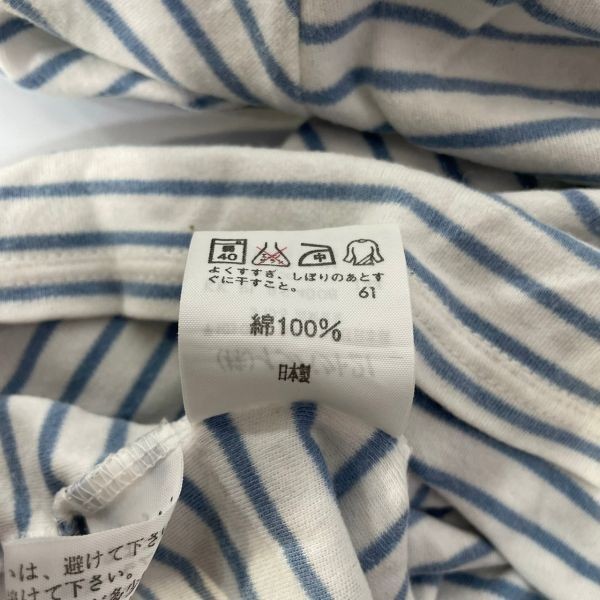 弱
40
中
よくすすぎ、しぼりのあとす
ぐに干すこと。
61
綿100%
日本製
いは、避けて下さ
けて下さい。